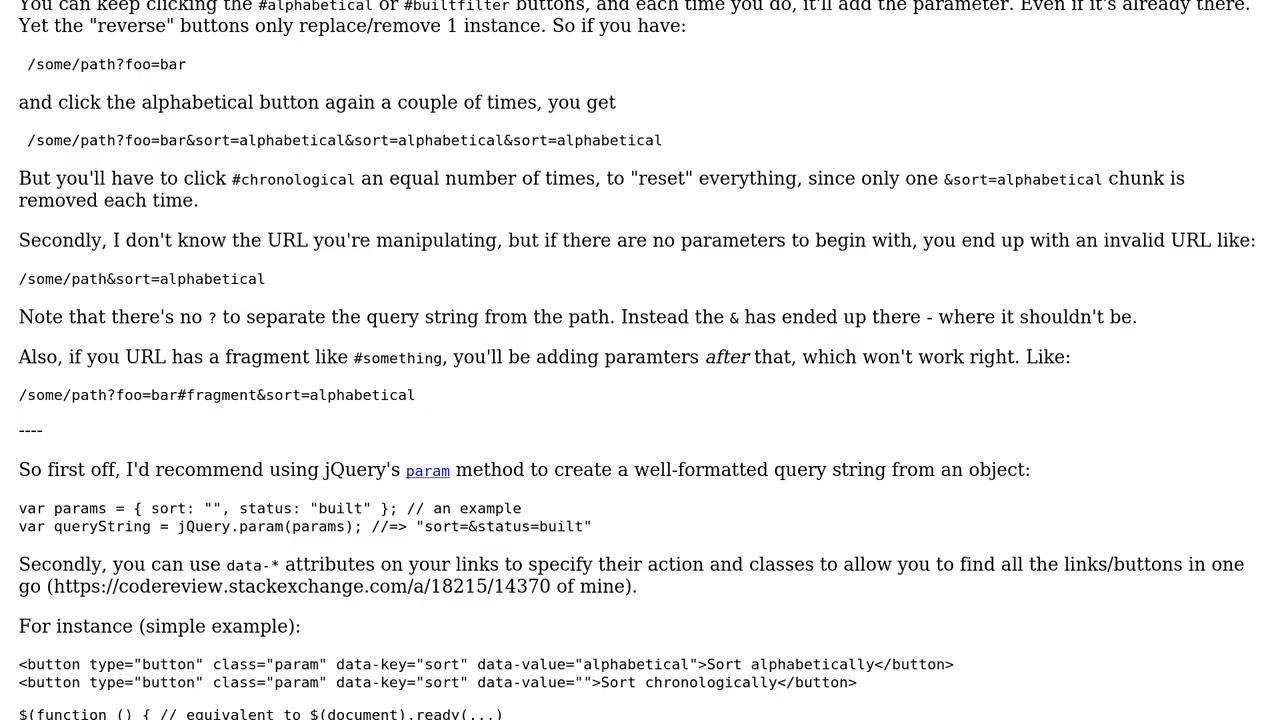 You can keep clicking the #alphabetical or #builtfilter buttons, and each time you do, it'll add the parameter. Even if it's already there.
Yet the "reverse" buttons only replace/remove 1 instance. So if you have:
/some/path?foo=bar
and click the alphabetical button again a couple of times, you get
/some/path?foo=bar&sort=alphabetical&sort=alphabetical&sort=alphabetical
But you'll have to click #chronological an equal number of times, to "reset" everything, since only one &sort=alphabetical chunk is
removed each time.
Secondly, I don't know the URL you're manipulating, but if there are no parameters to begin with, you end up with an invalid URL like:
/some/path&sort=alphabetical
Note that there's no ? to separate the query string from the path. Instead the & has ended up there - where it shouldn't be.
Also, if you URL has a fragment like #something, you'll be adding paramters after that, which won't work right. Like:
/some/path?foo=bar#fragment&sort=alphabetical
----
So first off, I'd recommend using jQuery's param method to create a well-formatted query string from an object:
var params = { sort: "", status: "built" }; // an example
var queryString = jQuery.param(params); //=> "sort=&status=built"
Secondly, you can use data-* attributes on your links to specify their action and classes to allow you to find all the links/buttons in one
go (https://codereview.stackexchange.com/a/18215/14370 of mine).
For instance (simple example):
<button type="button" class="param" data-key="sort" data-value="alphabetical">Sort alphabetically</button>
<button type="button" class="param" data-key="sort" data-value="">Sort chronologically</button>
$(function () { // equivalent to $(document).ready(...)